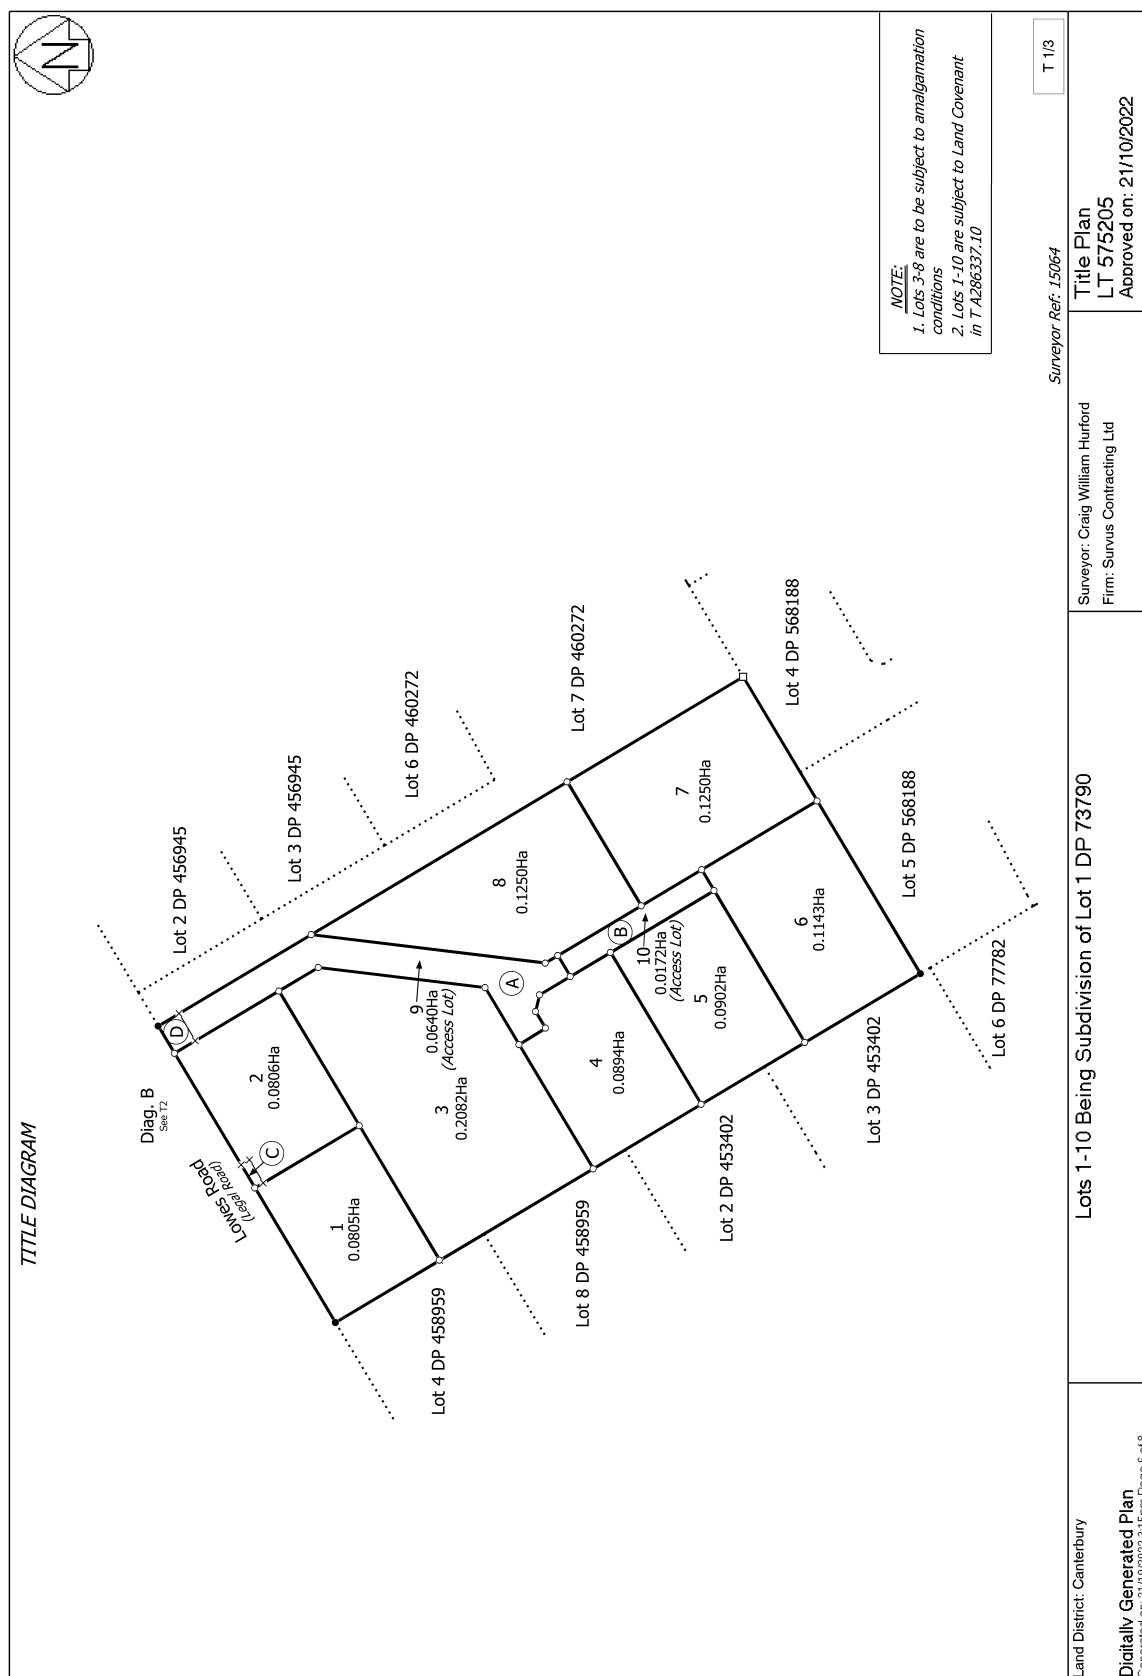 TITLE DIAGRAM
N
Diag. B
See T2
Lowes Road
(Legal Road)
C
D
Lot 2 DP 456945
Lot 3 DP 456945
Lot 6 DP 460272
Lot 7 DP 460272
Lot 4 DP 568188
Lot 5 DP 568188
Lot 6 DP 77782
Lot 3 DP 453402
Lot 2 DP 453402
Lot 8 DP 458959
Lot 4 DP 458959
1
0.0805Ha
2
0.0806Ha
3
0.2082Ha
9
0.0640Ha
(Access Lot)
A
8
0.1250Ha
4
0.0894Ha
B
10
0.0172Ha
(Access Lot)
5
0.0902Ha
7
0.1250Ha
6
0.1143Ha
NOTE:
1. Lots 3-8 are to be subject to amalgamation
conditions
2. Lots 1-10 are subject to Land Covenant
in T A286337.10
Surveyor Ref: 15064
T 1/3
Land District: Canterbury
Digitally Generated Plan
Lots 1-10 Being Subdivision of Lot 1 DP 73790
Surveyor: Craig William Hurford
Firm: Survus Contracting Ltd
Title Plan
LT 575205
Approved on: 21/10/2022